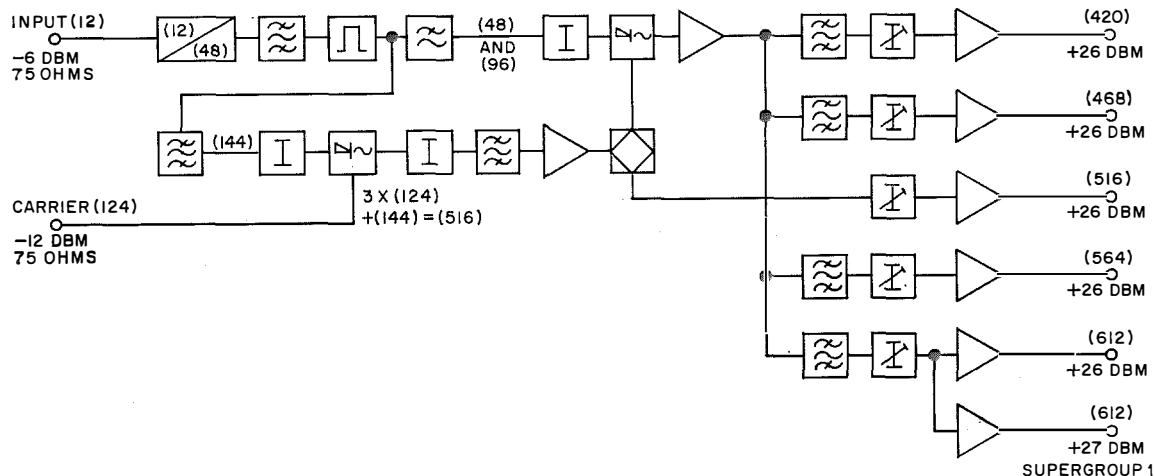 INPUT (12)
-6 DBM
75 OHMS
(12)
(48)
(48)
AND
(96)
(420)
+26 DBM
(468)
+26 DBM
(144)
3 X (124)
+(144) = (516)
(516)
+26 DBM
CARRIER (124)
-12 DBM
75 OHMS
(564)
+26 DBM
(612)
+26 DBM
(612)
+27 DBM
SUPERGROUP 1